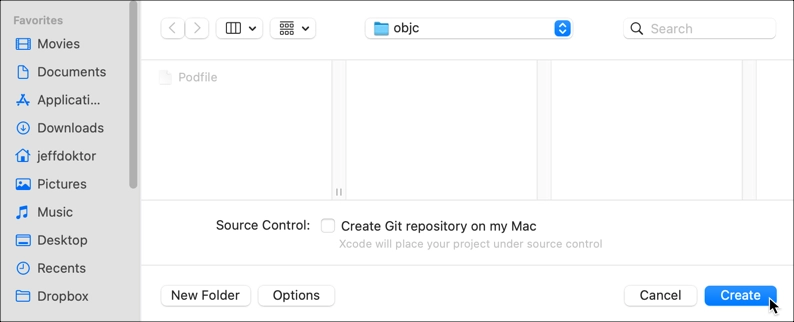 Favorites
Movies
Documents
Applicati...
Downloads
jeffdoktor
Pictures
Music
Desktop
Recents
Dropbox
objc
Search
Podfile
Source Control:
Create Git repository on my Mac
Xcode will place your project under source control
New Folder
Options
Cancel
Create